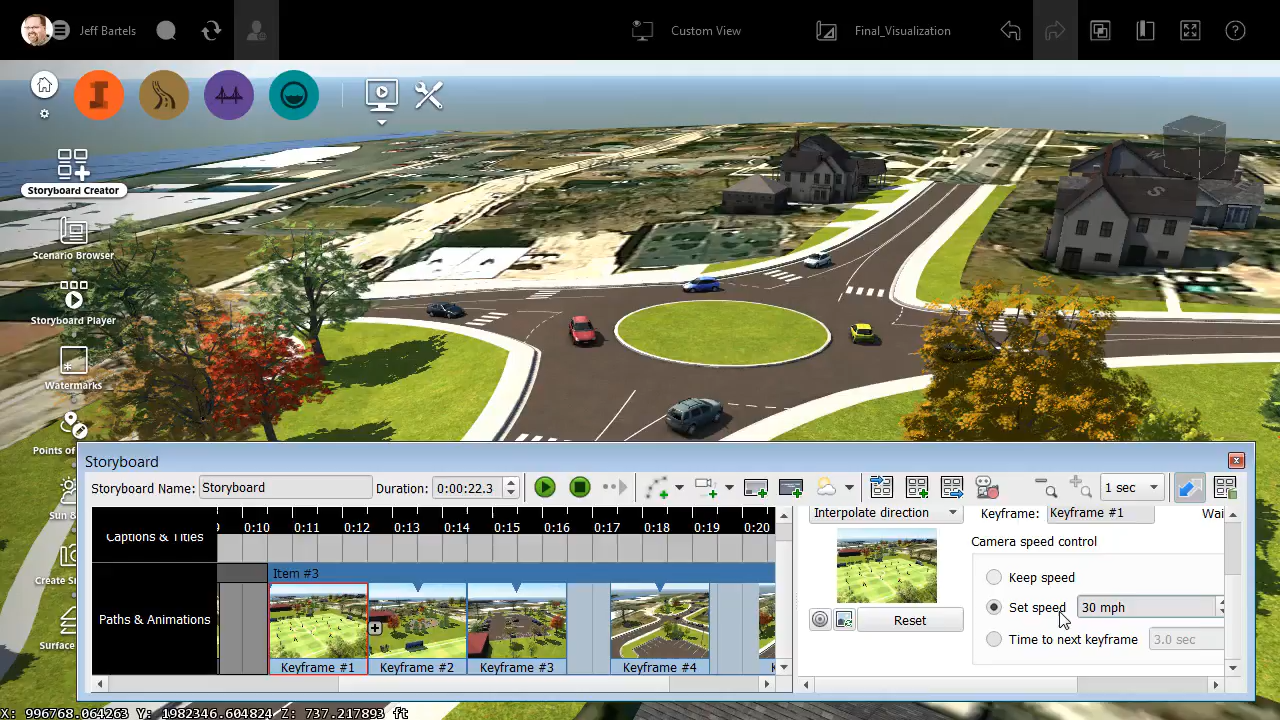 Jeff Bartels
Custom View
Final_Visualization
Storyboard Creator
Scenario Browser
Storyboard Player
Watermarks
Points of
Sun &
Create S
Surface
S
Storyboard
Storyboard Name: Storyboard
Duration: 0:00:22.3
1 sec
9 0:10 0:11 0:12 0:13 0:14 0:15 0:16 0:17 0:18 0:19 0:20
Captions & Titles
Item #3
Paths & Animations
Keyframe #1
Keyframe #2
Keyframe #3
Keyframe #4
K
Interpolate direction
Keyframe: Keyframe #1
Wai
Camera speed control
Keep speed
Set speed 30 mph
Time to next keyframe 3.0 sec
Reset
X: 996768.064263 Y: 1982346.604824 Z: 737.217893 ft